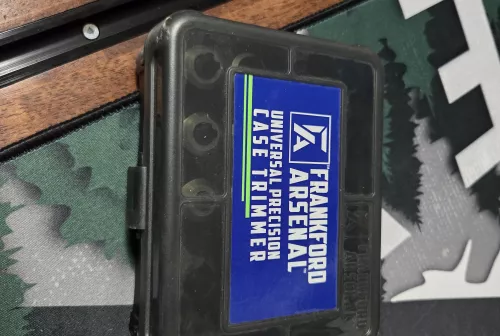 FRANKFORD
ARSENAL
UNIVERSAL PRECISION
CASE TRIMMER